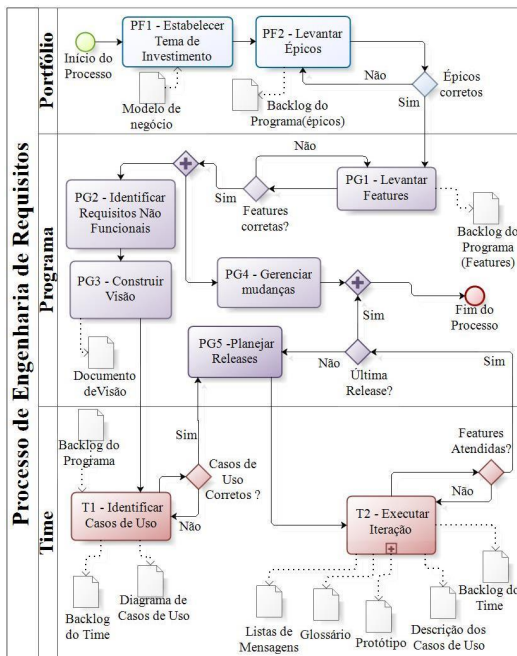 Processo de Engenharia de Requisitos
Portfólio
Início do
Processo
PF1 - Estabelecer
Tema de
Investimento
PF2 - Levantar
Épicos
Não
Épicos
corretos
Sim
Modelo de
negócio
Backlog do
Programa(épicos)
Programa
Não
PG2 - Identificar
Requisitos Não
Funcionais
Sim
Features
corretas?
PG1 - Levantar
Features
Backlog do
Programa
(Features)
PG3 - Construir
Visão
PG4 - Gerenciar
mudanças
Fim do
Processo
Sim
PG5 -Planejar
Releases
Não
Última
Release?
Sim
Documento
deVisão
Time
Backlog do
Programa
Sim
Casos de
Uso
Corretos ?
Features
Atendidas?
Não
T1 - Identificar
Casos de Uso
Não
T2 - Executar
Iteração
Backlog do
Time
Diagrama de
Casos de Uso
Listas de
Mensagens
Glossário
Protótipo
Descrição dos
Casos de Uso
Backlog do
Time